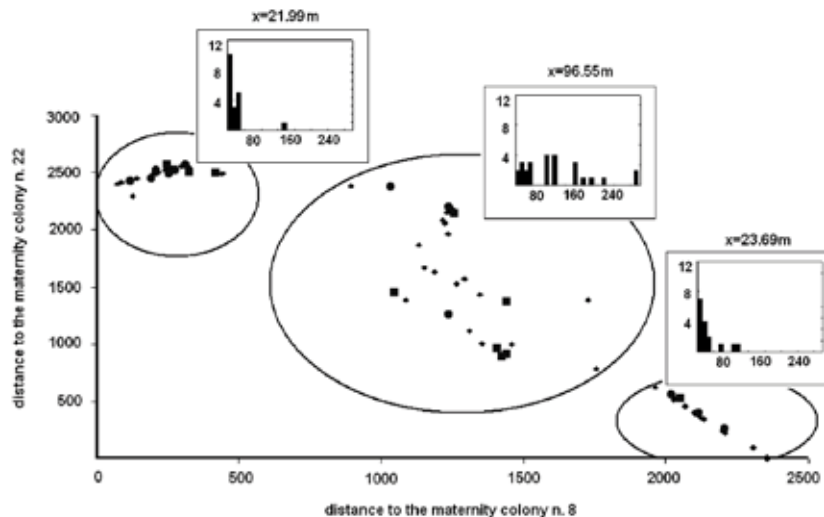 x=21.99m
12
8
4
80 160 240
x=96.55m
12
8
4
80 160 240
x=23.69m
12
8
4
80 160 240
distance to the maternity colony n. 22
3000
2500
2000
1500
1000
500
0 500 1000 1500 2000 2500
distance to the maternity colony n. 8